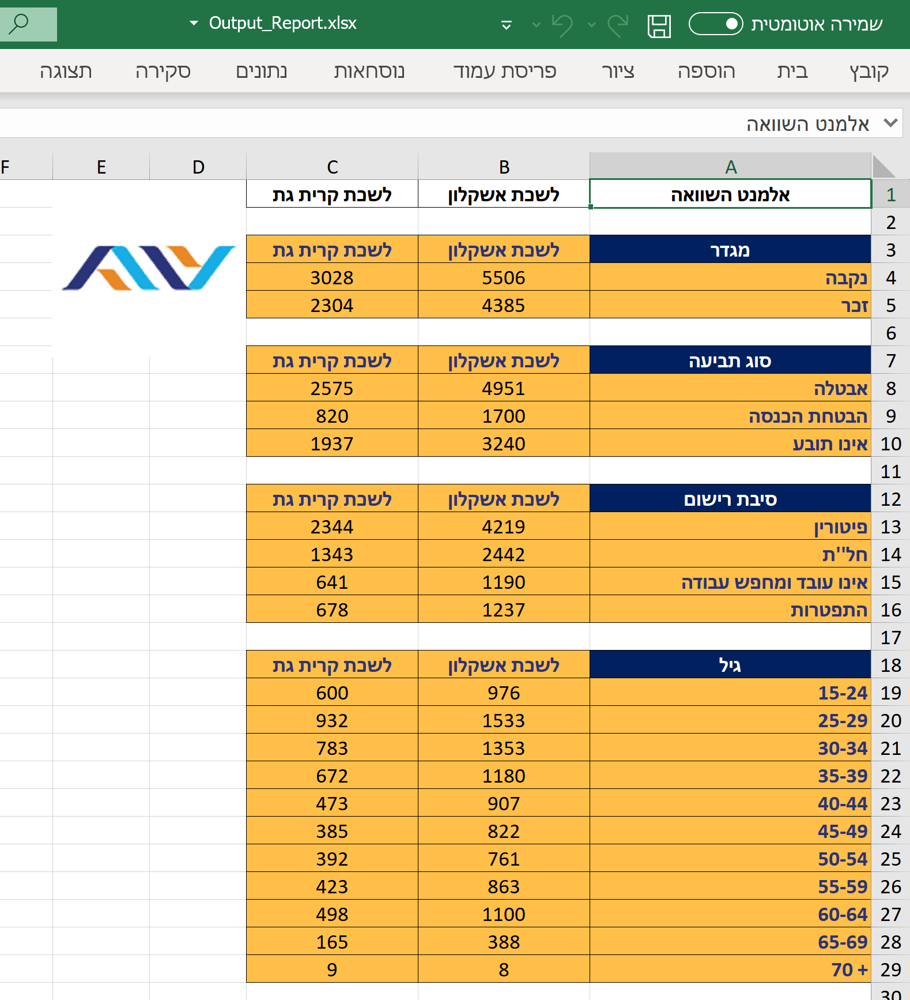 שמירה אוטומטית Output_Report.xlsx
קובץ בית הוספה ציור פריסת עמוד נוסחאות נתונים סקירה תצוגה
אלמנט השוואה
A B C D E F
1 אלמנט השוואה לשכת אשקלון לשכת קרית גת
2
3 מגדר לשכת אשקלון לשכת קרית גת
4 נקבה 5506 3028
5 זכר 4385 2304
6
7 סוג תביעה לשכת אשקלון לשכת קרית גת
8 אבטלה 4951 2575
9 הבטחת הכנסה 1700 820
10 אינו תובע 3240 1937
11
12 סיבת רישום לשכת אשקלון לשכת קרית גת
13 פיטורין 4219 2344
14 חל''ת 2442 1343
15 אינו עובד ומחפש עבודה 1190 641
16 התפטרות 1237 678
17
18 גיל לשכת אשקלון לשכת קרית גת
19 15-24 976 600
20 25-29 1533 932
21 30-34 1353 783
22 35-39 1180 672
23 40-44 907 473
24 45-49 822 385
25 50-54 761 392
26 55-59 863 423
27 60-64 1100 498
28 65-69 388 165
29 70 + 8 9
30